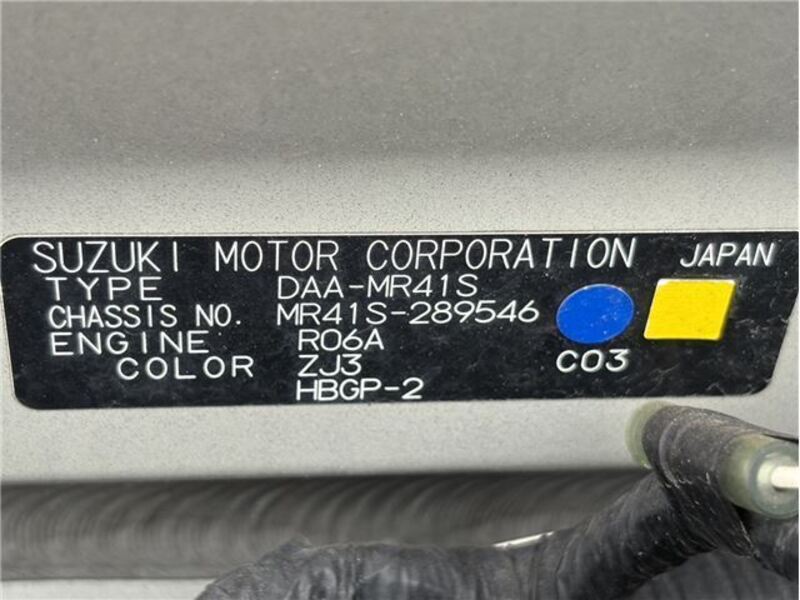 SUZUKI MOTOR CORPORATION JAPAN
TYPE DAA-MR41S
CHASSIS NO. MR41S-289546
ENGINE R06A
COLOR ZJ3 C03
HBGP-2